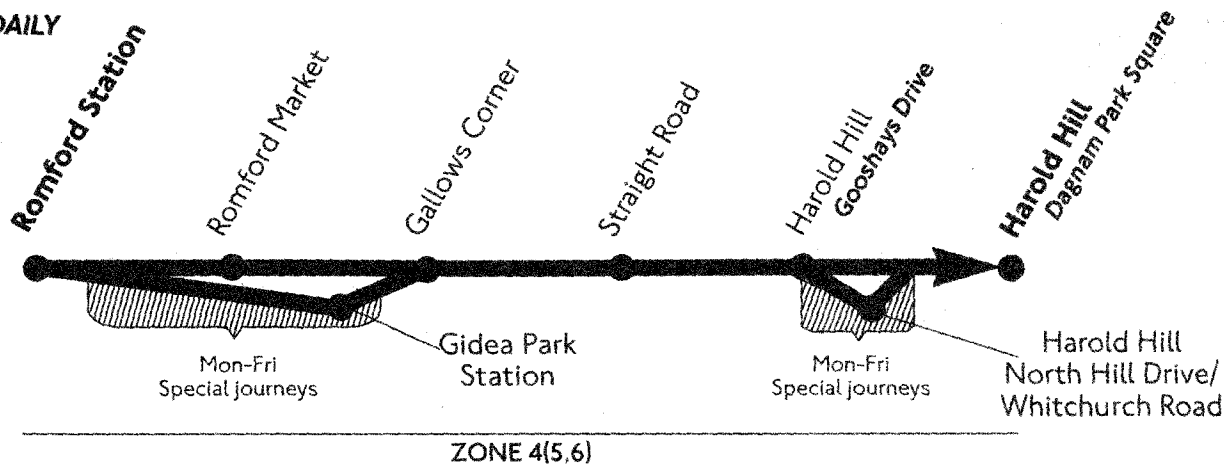 DAILY
Romford Station
Romford Market
Gallows Corner
Straight Road
Harold Hill
Gooshays Drive
Harold Hill
Dagnam Park Square
Mon-Fri
Special journeys
Gidea Park
Station
Mon-Fri
Special journeys
Harold Hill
North Hill Drive/
Whitchurch Road
ZONE 4(5,6)